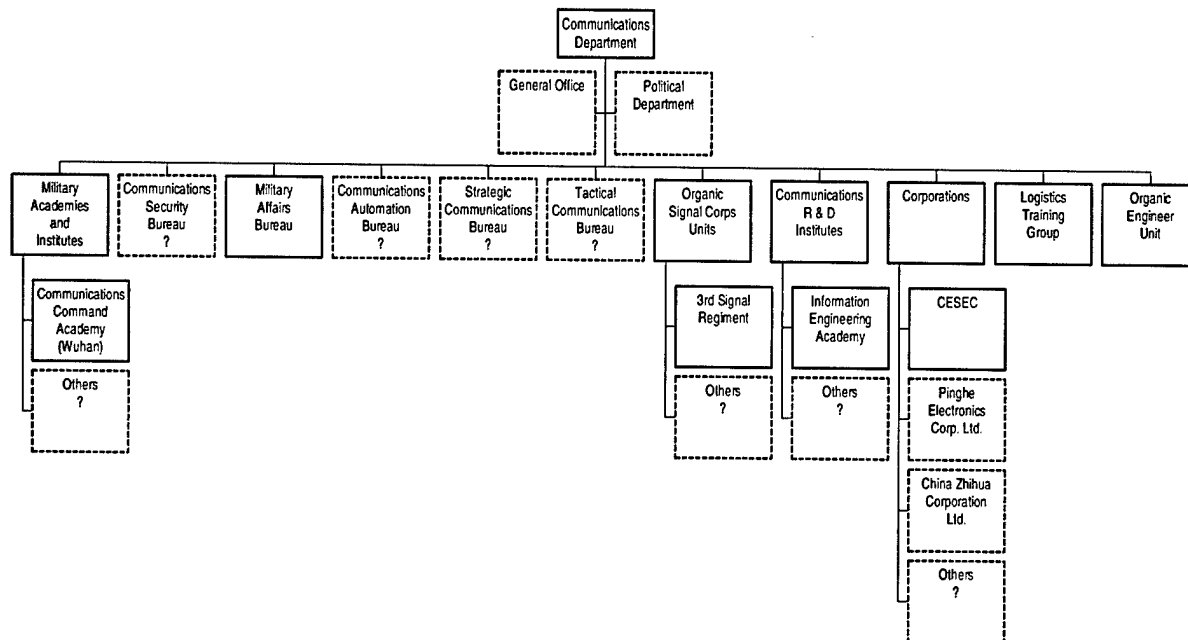 Communications
Department
General Office
Political
Department
Military
Academies
and
Institutes
Communications
Security
Bureau
?
Military
Affairs
Bureau
Communications
Automation
Bureau
?
Strategic
Communications
Bureau
?
Tactical
Communications
Bureau
?
Organic
Signal Corps
Units
Communications
R & D
Institutes
Corporations
Logistics
Training
Group
Organic
Engineer
Unit
Communications
Command
Academy
(Wuhan)
Others
?
3rd Signal
Regiment
Others
?
Information
Engineering
Academy
Others
?
CESEC
Pinghe
Electronics
Corp. Ltd.
China Zhihua
Corporation
Ltd.
Others
?